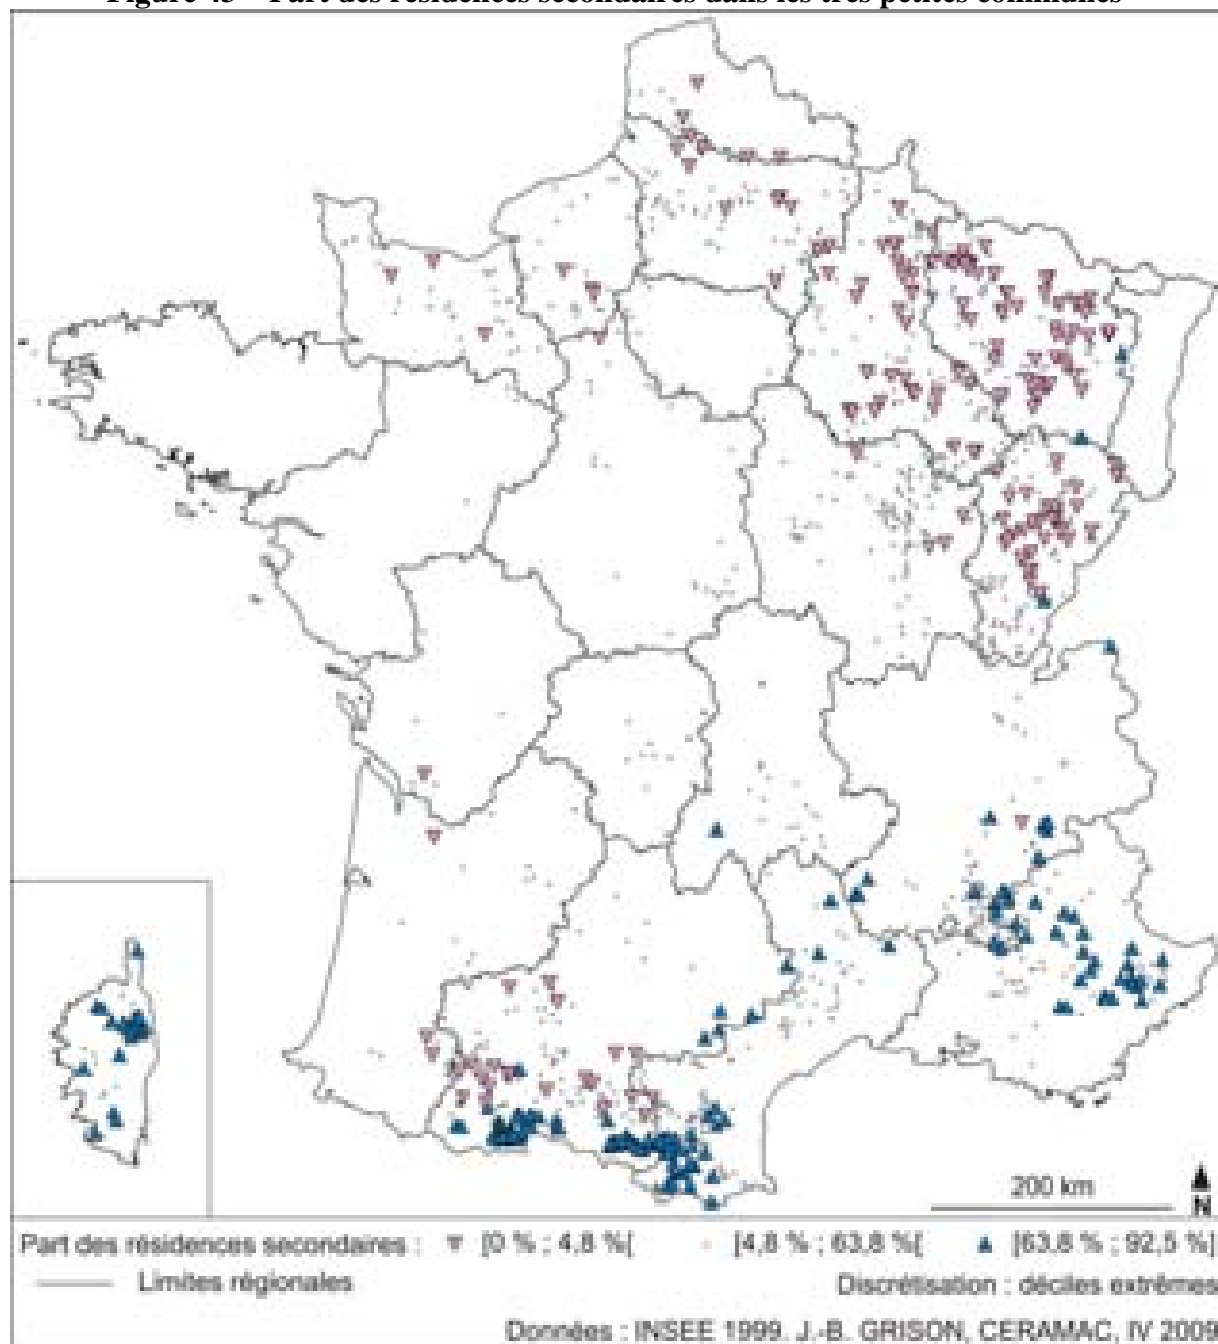 Figure 43 – Part des résidences secondaires dans les très petites communes
200 km
N
Part des résidences secondaires : [0 % ; 4,8 %[ [4,8 % ; 63,8 %[ [63,8 % ; 92,5 %]
Limites régionales
Discrétisation : déciles extrêmes
Données : INSEE 1999. J.-B. GRISON, CERAMAC, IV 2009